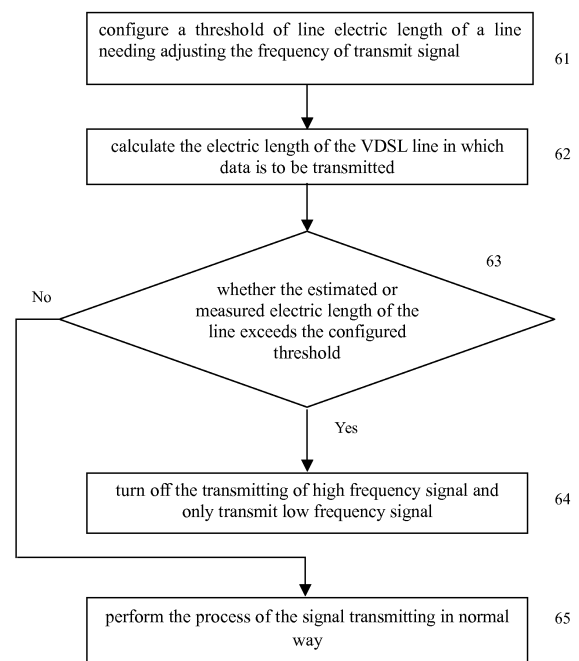 configure a threshold of line electric length of a line
needing adjusting the frequency of transmit signal
61
calculate the electric length of the VDSL line in which
data is to be transmitted
62
63
No
whether the estimated or
measured electric length of the
line exceeds the configured
threshold
Yes
turn off the transmitting of high frequency signal and
only transmit low frequency signal
64
perform the process of the signal transmitting in normal
way
65